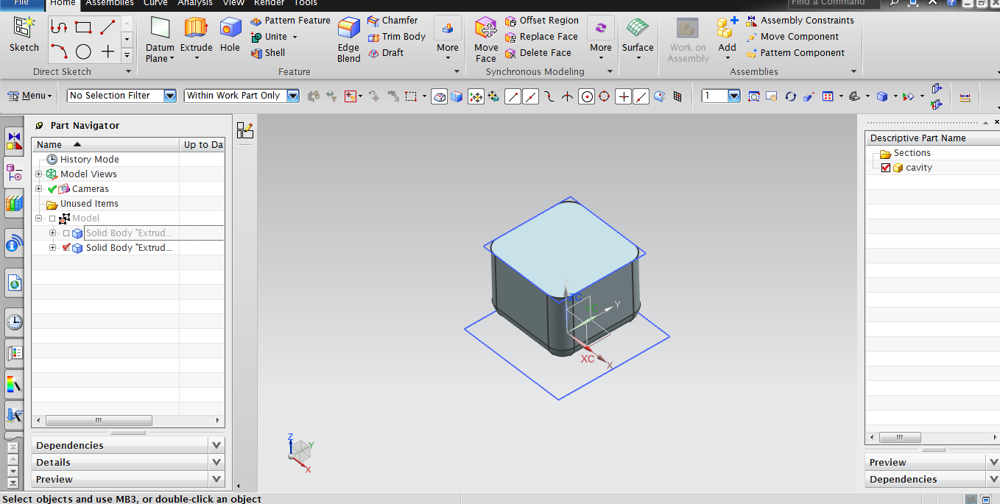 File Home Assemblies Curve Analysis View Render Tools Find a Command
Sketch
Direct Sketch
Datum Plane
Extrude
Hole
Pattern Feature
Unite
Shell
Edge Blend
Chamfer
Trim Body
Draft
More
Feature
Move Face
Offset Region
Replace Face
Delete Face
More
Synchronous Modeling
Surface
Work on Assembly
Add
Assembly Constraints
Move Component
Pattern Component
Assemblies
Menu No Selection Filter Within Work Part Only 1
Part Navigator
Name Up to Da
History Mode
Model Views
Cameras
Unused Items
Model
Solid Body "Extrud...
Solid Body "Extrud...
Dependencies
Details
Preview
Z
ZC
YC
Y
XC
X
Z
Y
X
Descriptive Part Name
Sections
cavity
Preview
Dependencies
Select objects and use MB3, or double-click an object